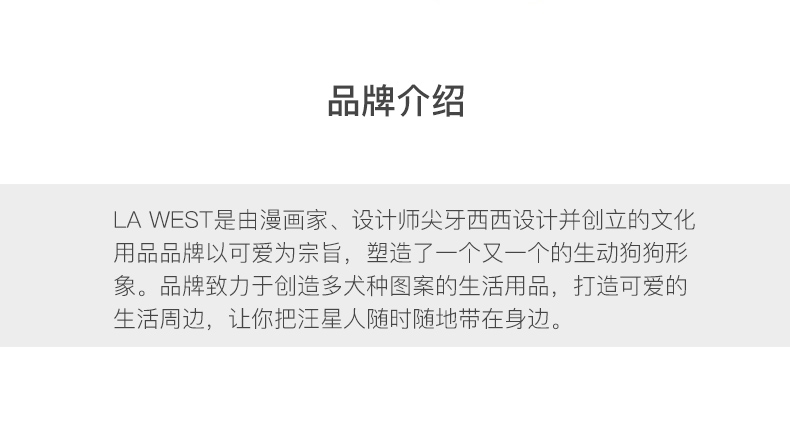 品牌介绍
LA WEST是由漫画家、设计师尖牙西西设计并创立的文化
用品品牌以可爱为宗旨，塑造了一个又一个的生动狗狗形
象。品牌致力于创造多犬种图案的生活用品，打造可爱的
生活周边，让你把汪星人随时随地带在身边。